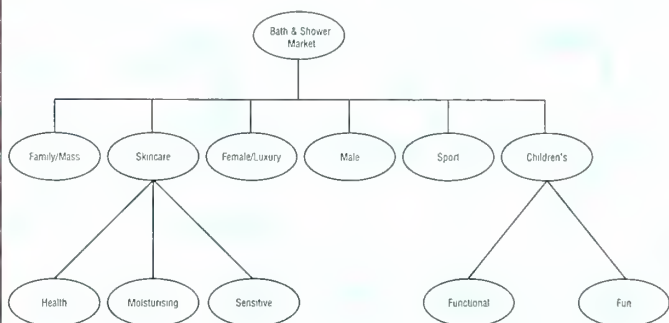 Bath & Shower
Market
Family/Mass
Skincare
Female/Luxury
Male
Sport
Children's
Health
Moisturising
Sensitive
Functional
Fun